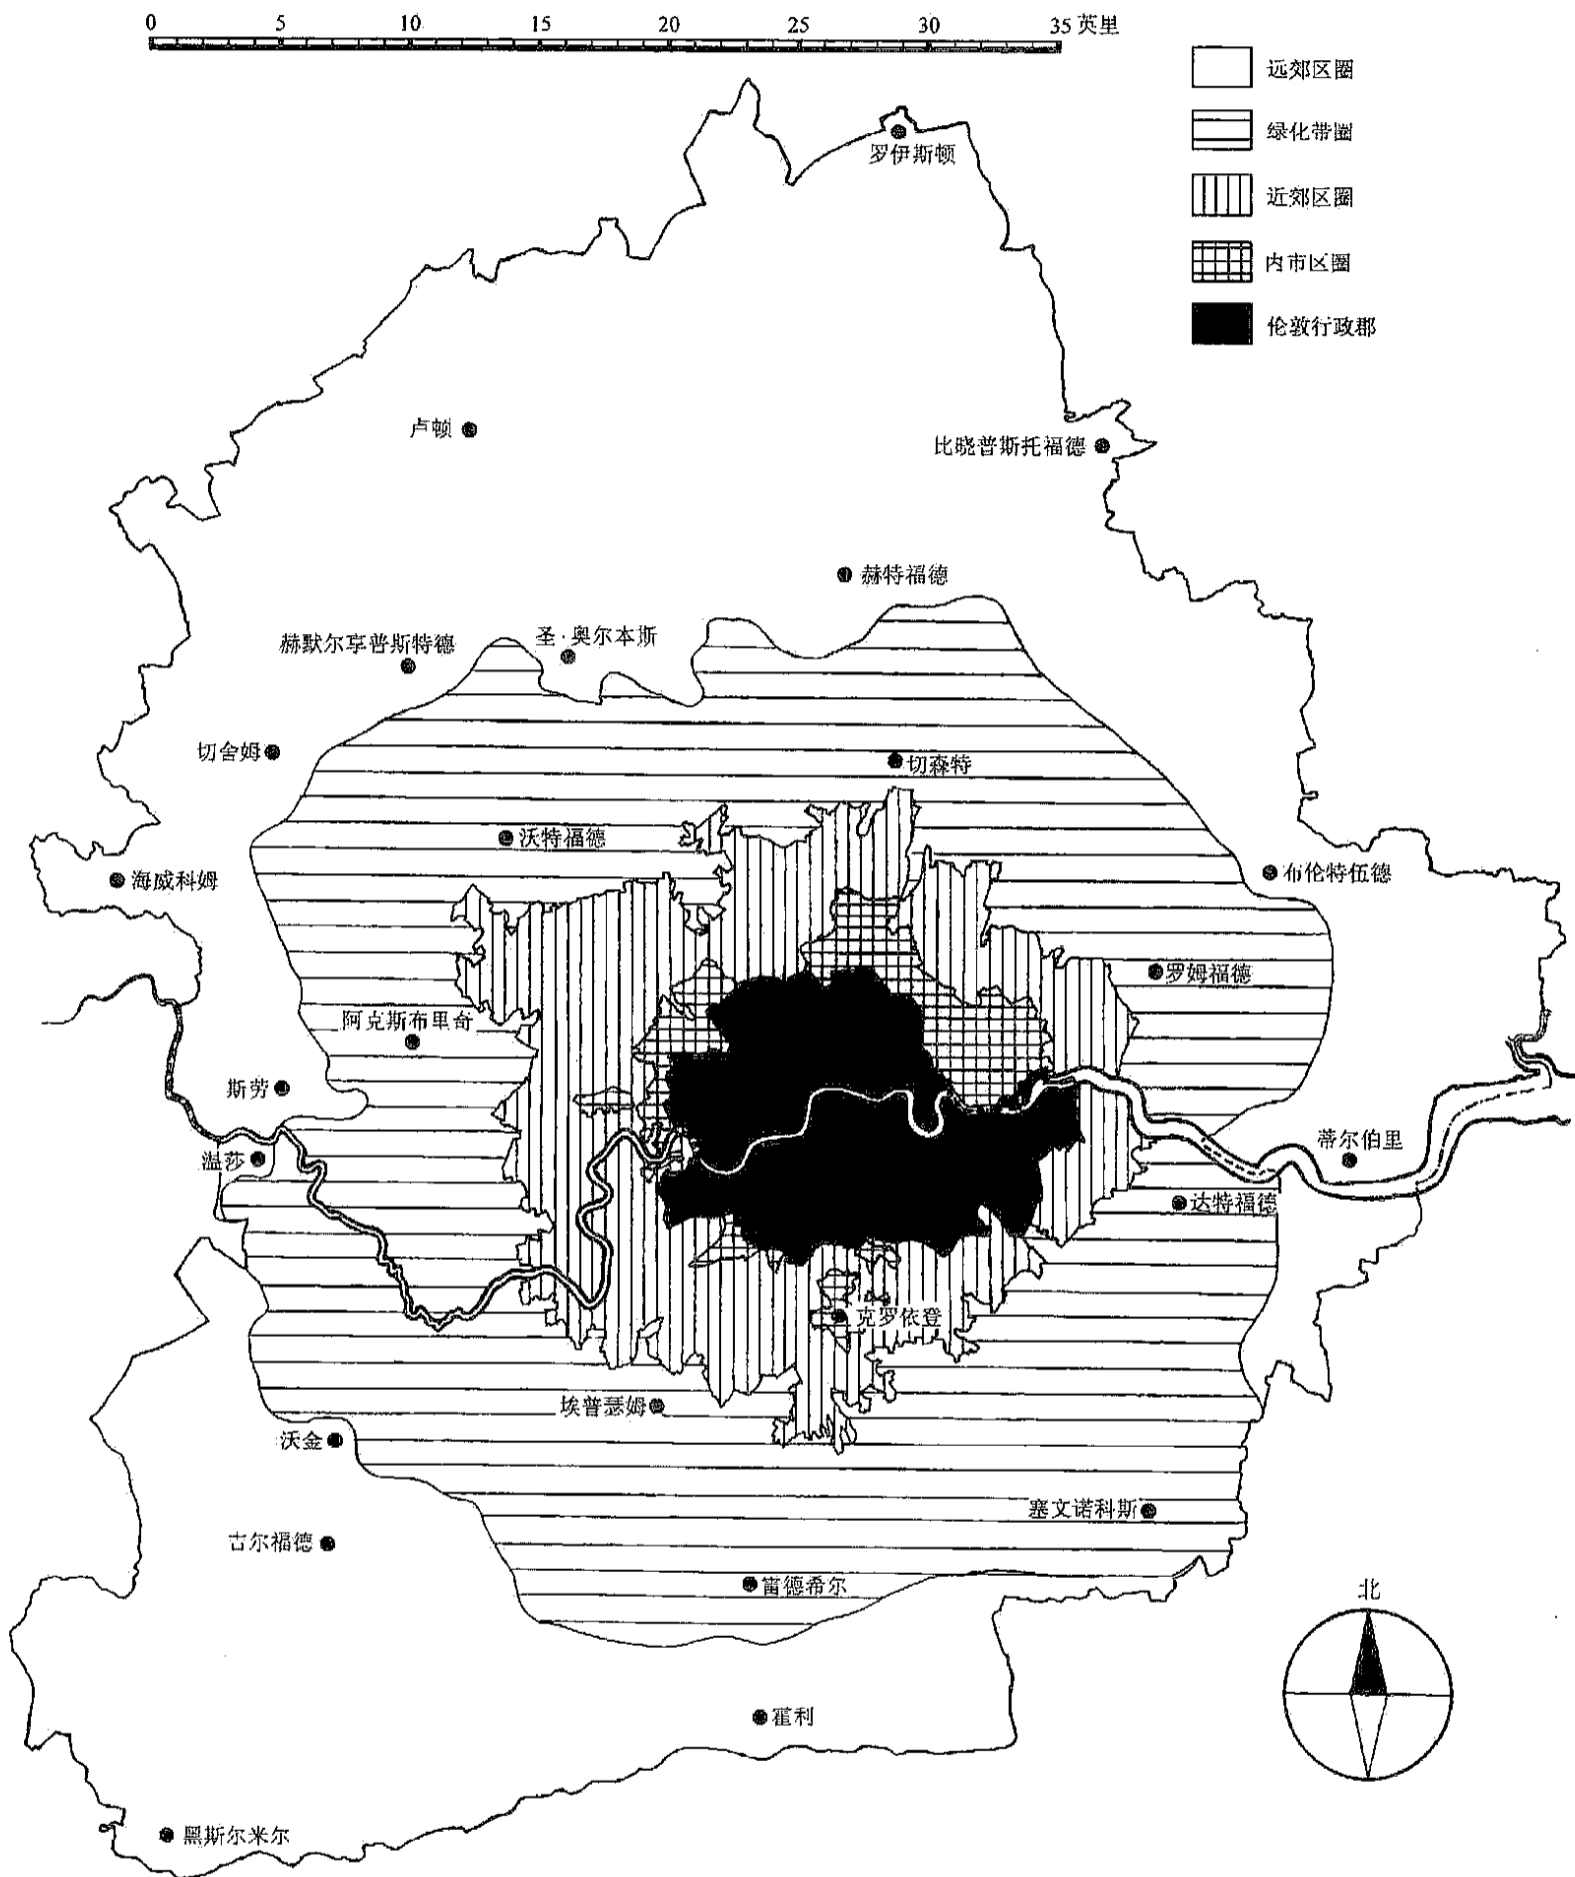 0 5 10 15 20 25 30 35 英里
远郊区圈
绿化带圈
近郊区圈
内市区圈
伦敦行政郡
罗伊斯顿
卢顿
比晓普斯托福德
赫特福德
圣·奥尔本斯
赫默尔享普斯特德
切舍姆
切森特
沃特福德
布伦特伍德
海威科姆
罗姆福德
阿克斯布里奇
斯劳
蒂尔伯里
温莎
达特福德
克罗依登
埃普瑟姆
沃金
塞文诺科斯
古尔福德
雷德希尔
北
霍利
黑斯尔米尔